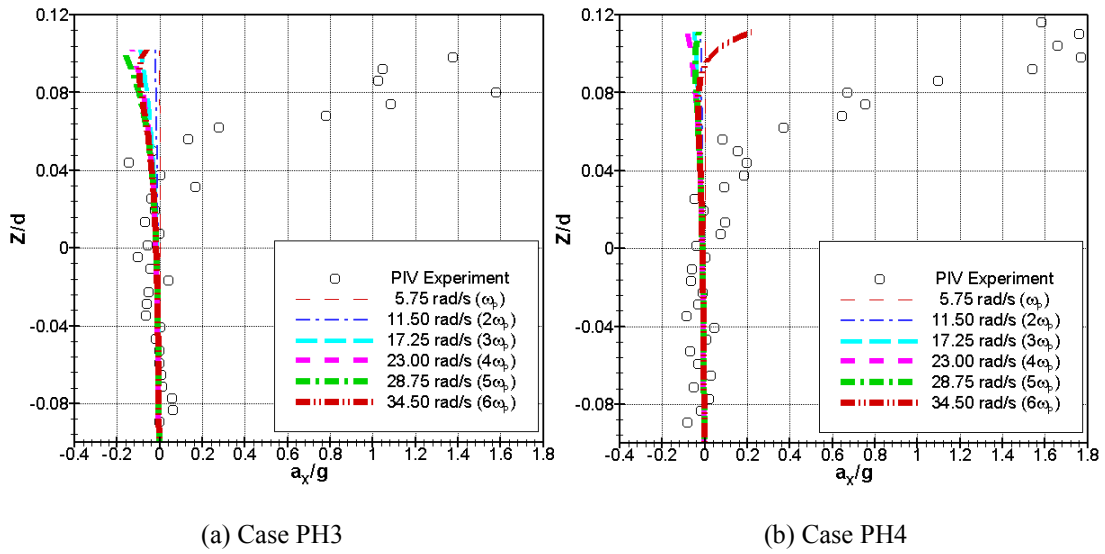 0.12
0.08
0.04
0
-0.04
-0.08
Z/d
-0.4 -0.2 0 0.2 0.4 0.6 0.8 1 1.2 1.4 1.6 1.8
aₓ/g
PIV Experiment
5.75 rad/s (ωₚ)
11.50 rad/s (2ωₚ)
17.25 rad/s (3ωₚ)
23.00 rad/s (4ωₚ)
28.75 rad/s (5ωₚ)
34.50 rad/s (6ωₚ)
(a) Case PH3
0.12
0.08
0.04
0
-0.04
-0.08
Z/d
-0.4 -0.2 0 0.2 0.4 0.6 0.8 1 1.2 1.4 1.6 1.8
aₓ/g
PIV Experiment
5.75 rad/s (ωₚ)
11.50 rad/s (2ωₚ)
17.25 rad/s (3ωₚ)
23.00 rad/s (4ωₚ)
28.75 rad/s (5ωₚ)
34.50 rad/s (6ωₚ)
(b) Case PH4